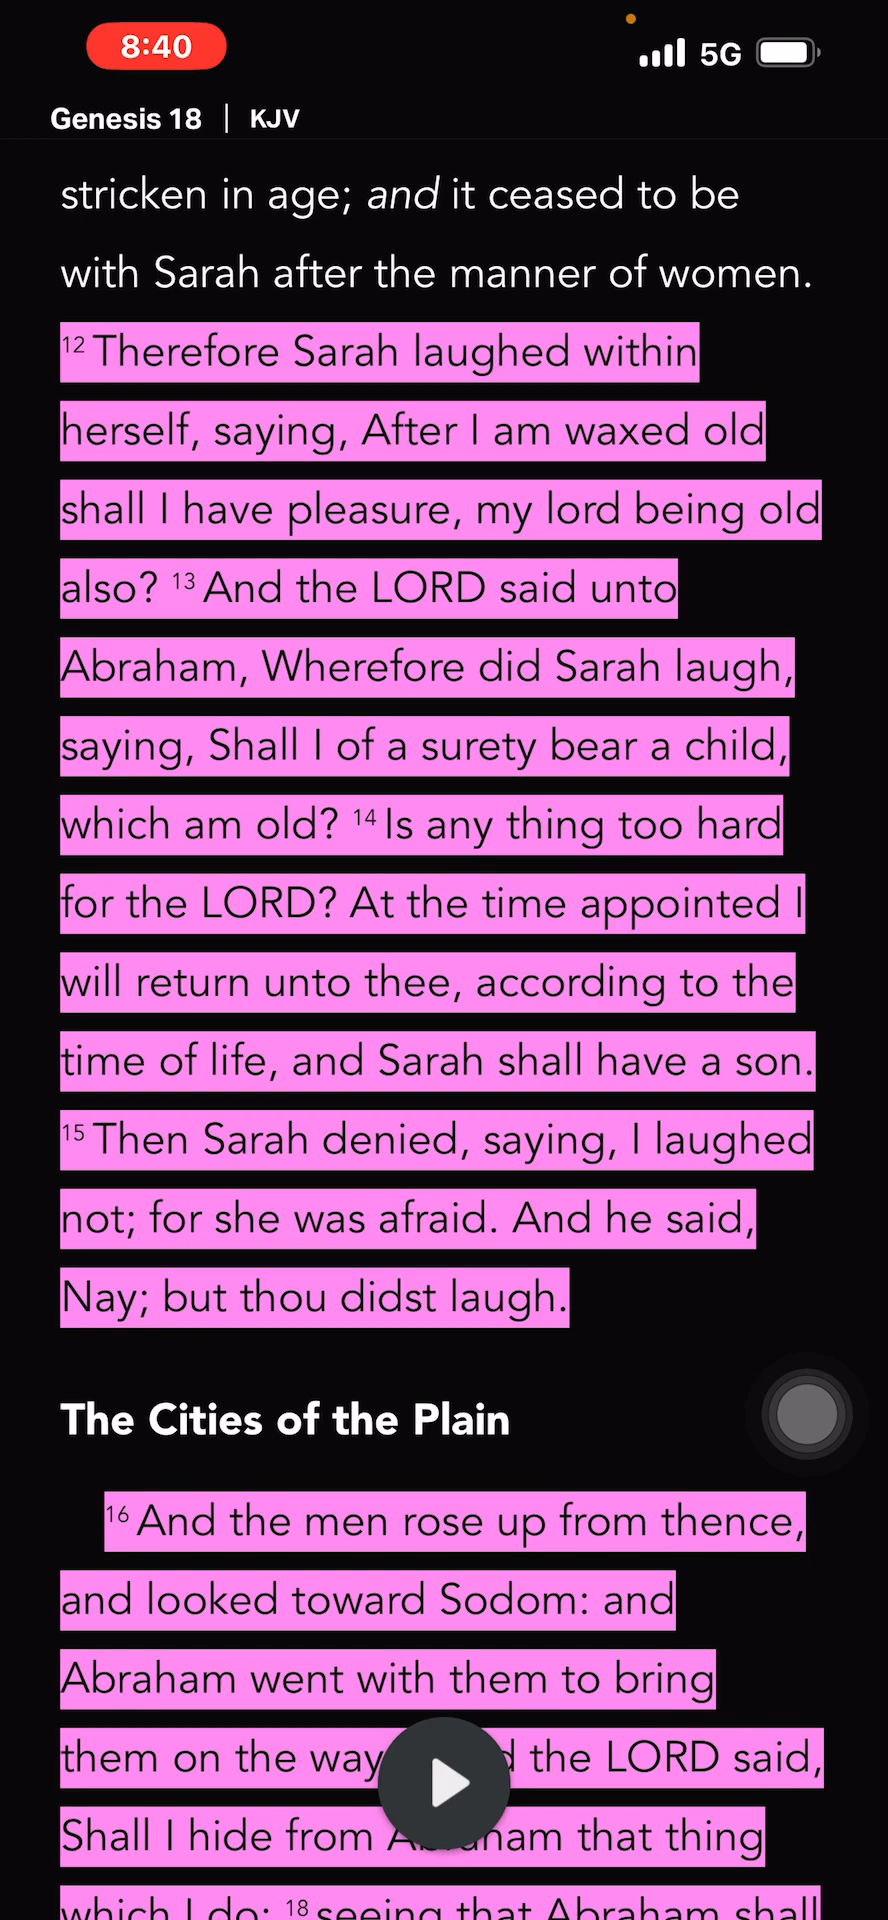 8:40
5G
Genesis 18 | KJV
stricken in age; and it ceased to be
with Sarah after the manner of women.
12 Therefore Sarah laughed within
herself, saying, After I am waxed old
shall I have pleasure, my lord being old
also? 13 And the LORD said unto
Abraham, Wherefore did Sarah laugh,
saying, Shall I of a surety bear a child,
which am old? 14 Is any thing too hard
for the LORD? At the time appointed I
will return unto thee, according to the
time of life, and Sarah shall have a son.
15 Then Sarah denied, saying, I laughed
not; for she was afraid. And he said,
Nay; but thou didst laugh.
The Cities of the Plain
16 And the men rose up from thence,
and looked toward Sodom: and
Abraham went with them to bring
them on the way the LORD said,
Shall I hide from Abraham that thing
which I do; 18 seeing that Abraham shall